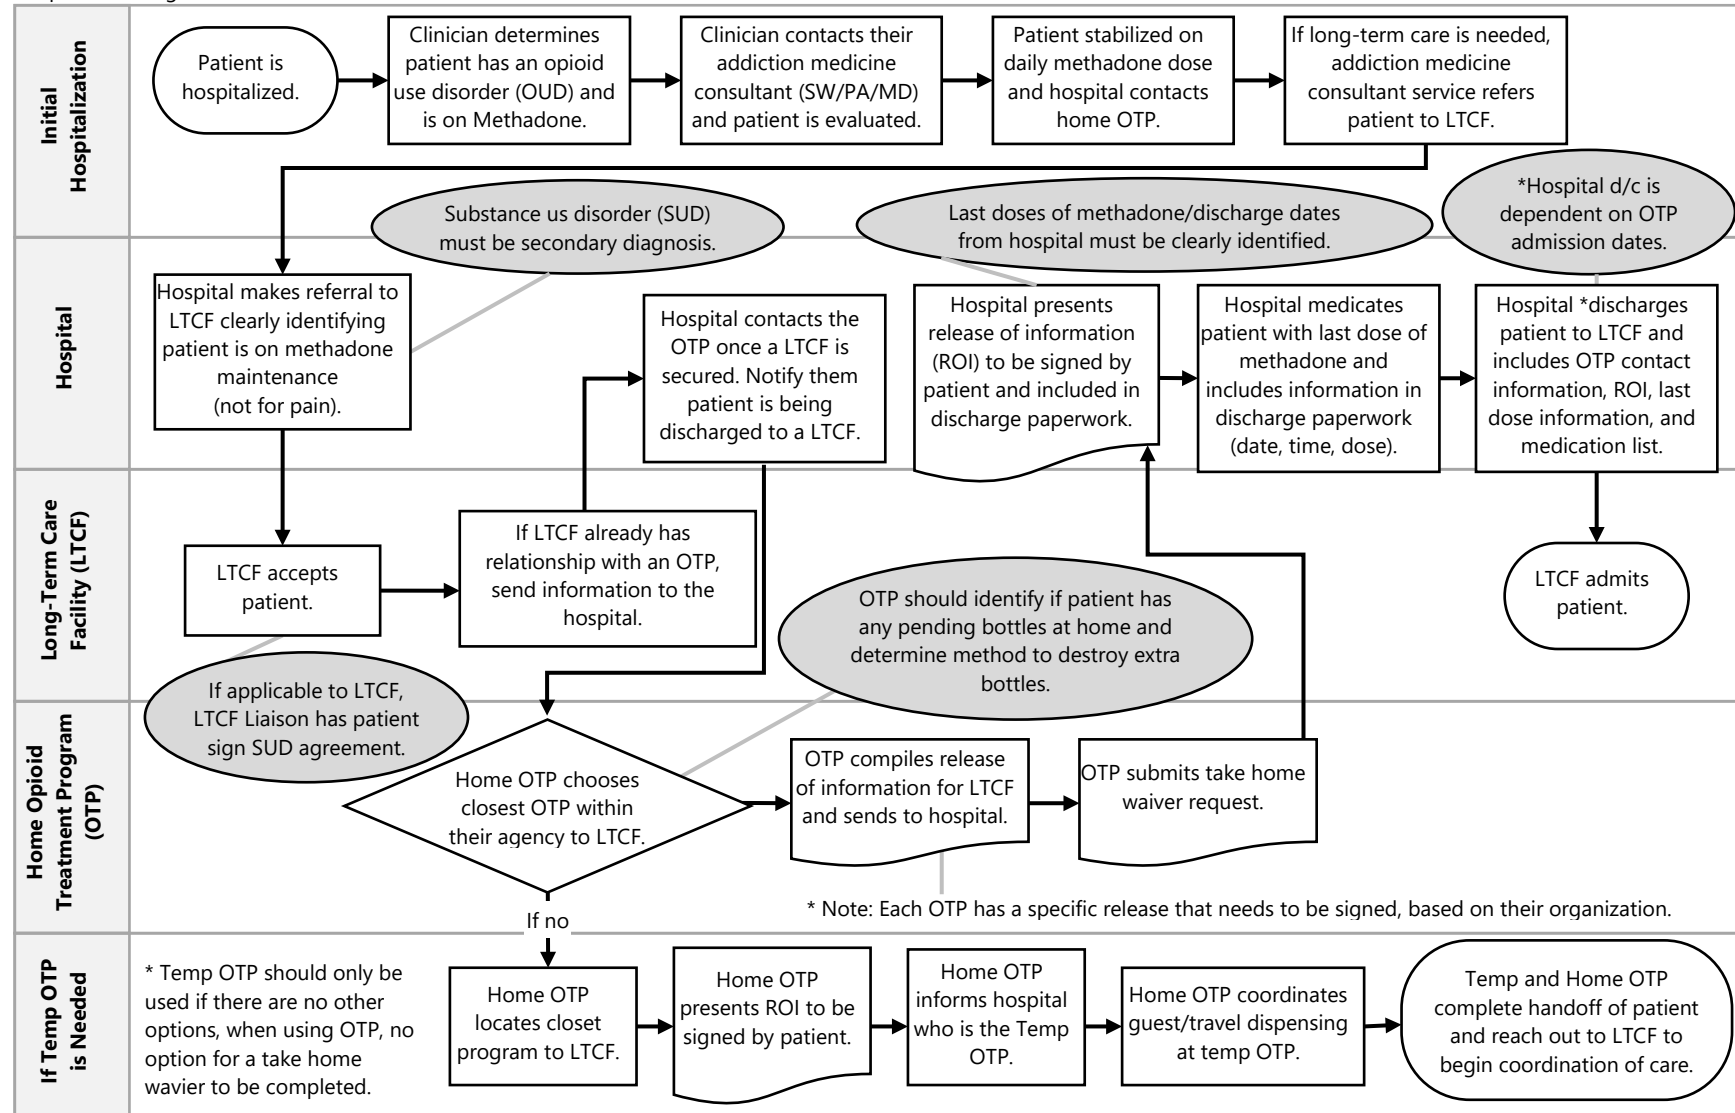 Initial
Hospitalization
Patient is
hospitalized.
Clinician determines
patient has an opioid
use disorder (OUD) and
is on Methadone.
Clinician contacts their
addiction medicine
consultant (SW/PA/MD)
and patient is evaluated.
Patient stabilized on
daily methadone dose
and hospital contacts
home OTP.
If long-term care is needed,
addiction medicine
consultant service refers
patient to LTCF.
Substance us disorder (SUD)
must be secondary diagnosis.
Last doses of methadone/discharge dates
from hospital must be clearly identified.
*Hospital d/c is
dependent on OTP
admission dates.
Hospital
Hospital makes referral to
LTCF clearly identifying
patient is on methadone
maintenance
(not for pain).
Hospital contacts the
OTP once a LTCF is
secured. Notify them
patient is being
discharged to a LTCF.
Hospital presents
release of information
(ROI) to be signed by
patient and included in
discharge paperwork.
Hospital medicates
patient with last dose of
methadone and
includes information in
discharge paperwork
(date, time, dose).
Hospital *discharges
patient to LTCF and
includes OTP contact
information, ROI, last
dose information, and
medication list.
Long-Term Care
Facility (LTCF)
LTCF accepts
patient.
If LTCF already has
relationship with an OTP,
send information to the
hospital.
OTP should identify if patient has
any pending bottles at home and
determine method to destroy extra
bottles.
LTCF admits
patient.
If applicable to LTCF,
LTCF Liaison has patient
sign SUD agreement.
Home Opioid
Treatment Program
(OTP)
Home OTP chooses
closest OTP within
their agency to LTCF.
OTP compiles release
of information for LTCF
and sends to hospital.
OTP submits take home
waiver request.
* Note: Each OTP has a specific release that needs to be signed, based on their organization.
If no
If Temp OTP
is Needed
* Temp OTP should only be
used if there are no other
options, when using OTP, no
option for a take home
wavier to be completed.
Home OTP
locates closet
program to LTCF.
Home OTP
presents ROI to be
signed by patient.
Home OTP
informs hospital
who is the Temp
OTP.
Home OTP coordinates
guest/travel dispensing
at temp OTP.
Temp and Home OTP
complete handoff of patient
and reach out to LTCF to
begin coordination of care.